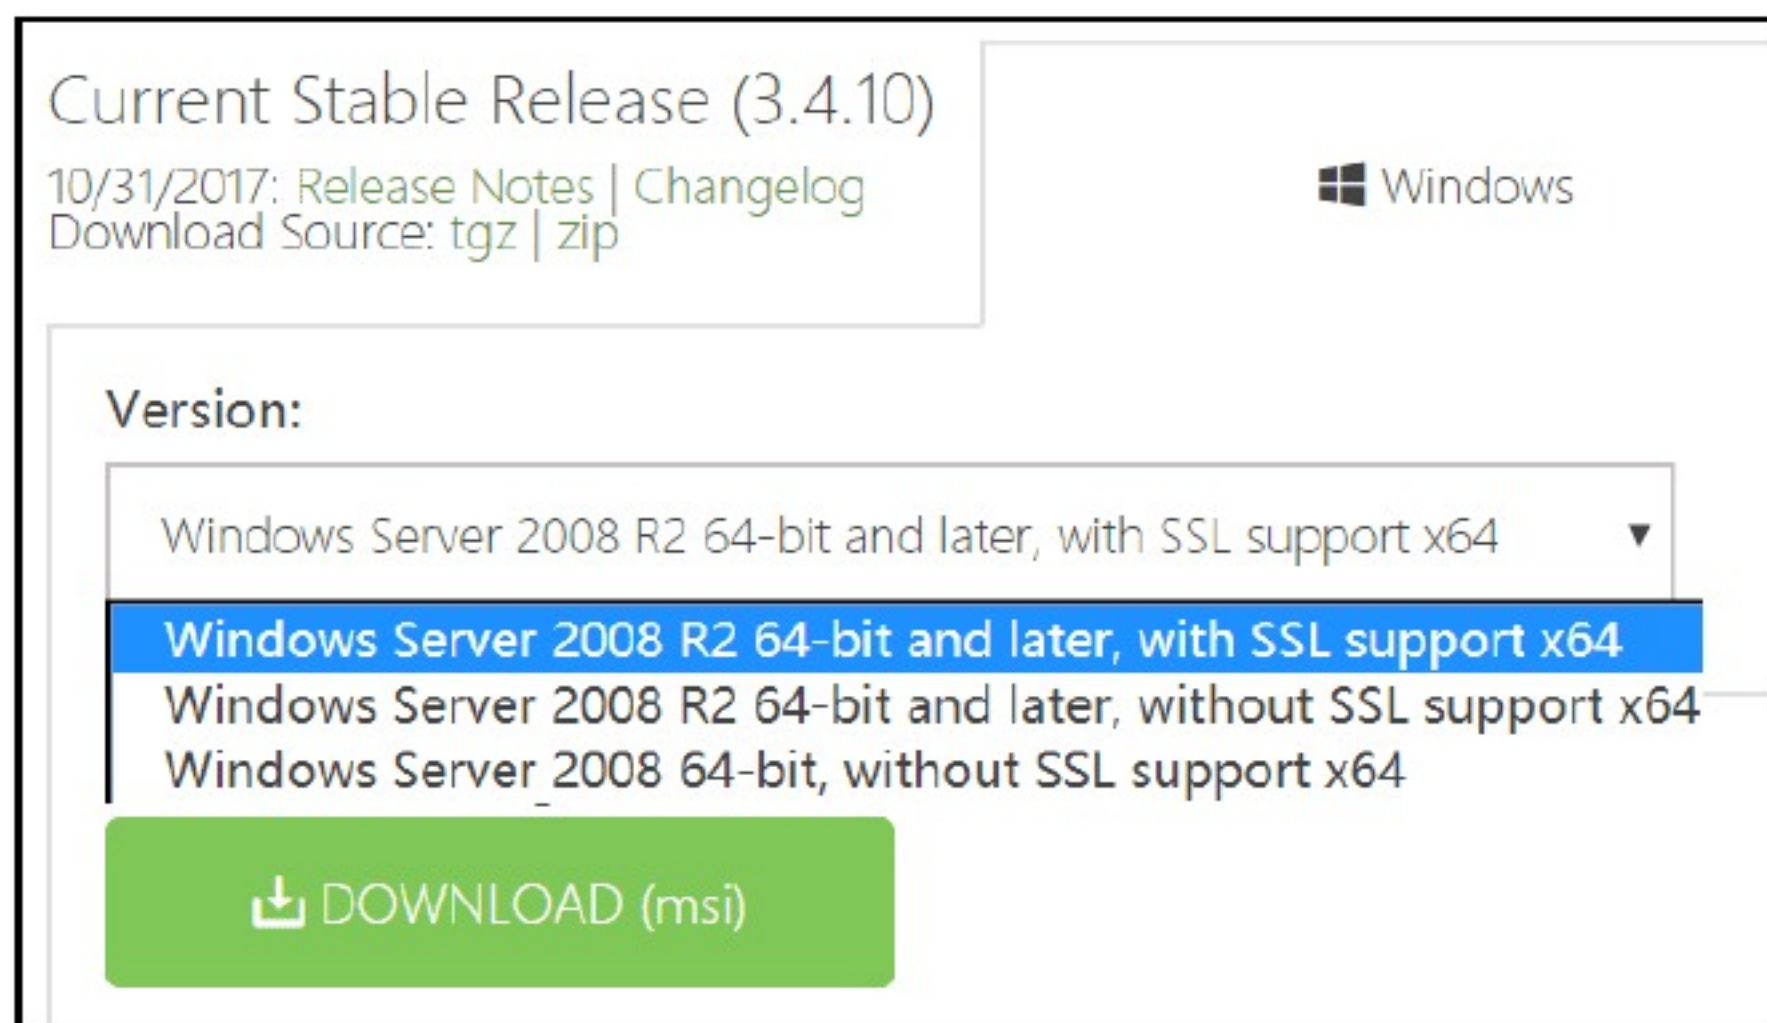 Current Stable Release (3.4.10)
10/31/2017: Release Notes | Changelog
Download Source: tgz | zip
Windows
Version:
Windows Server 2008 R2 64-bit and later, with SSL support x64
Windows Server 2008 R2 64-bit and later, with SSL support x64
Windows Server 2008 R2 64-bit and later, without SSL support x64
Windows Server 2008 64-bit, without SSL support x64
DOWNLOAD (msi)